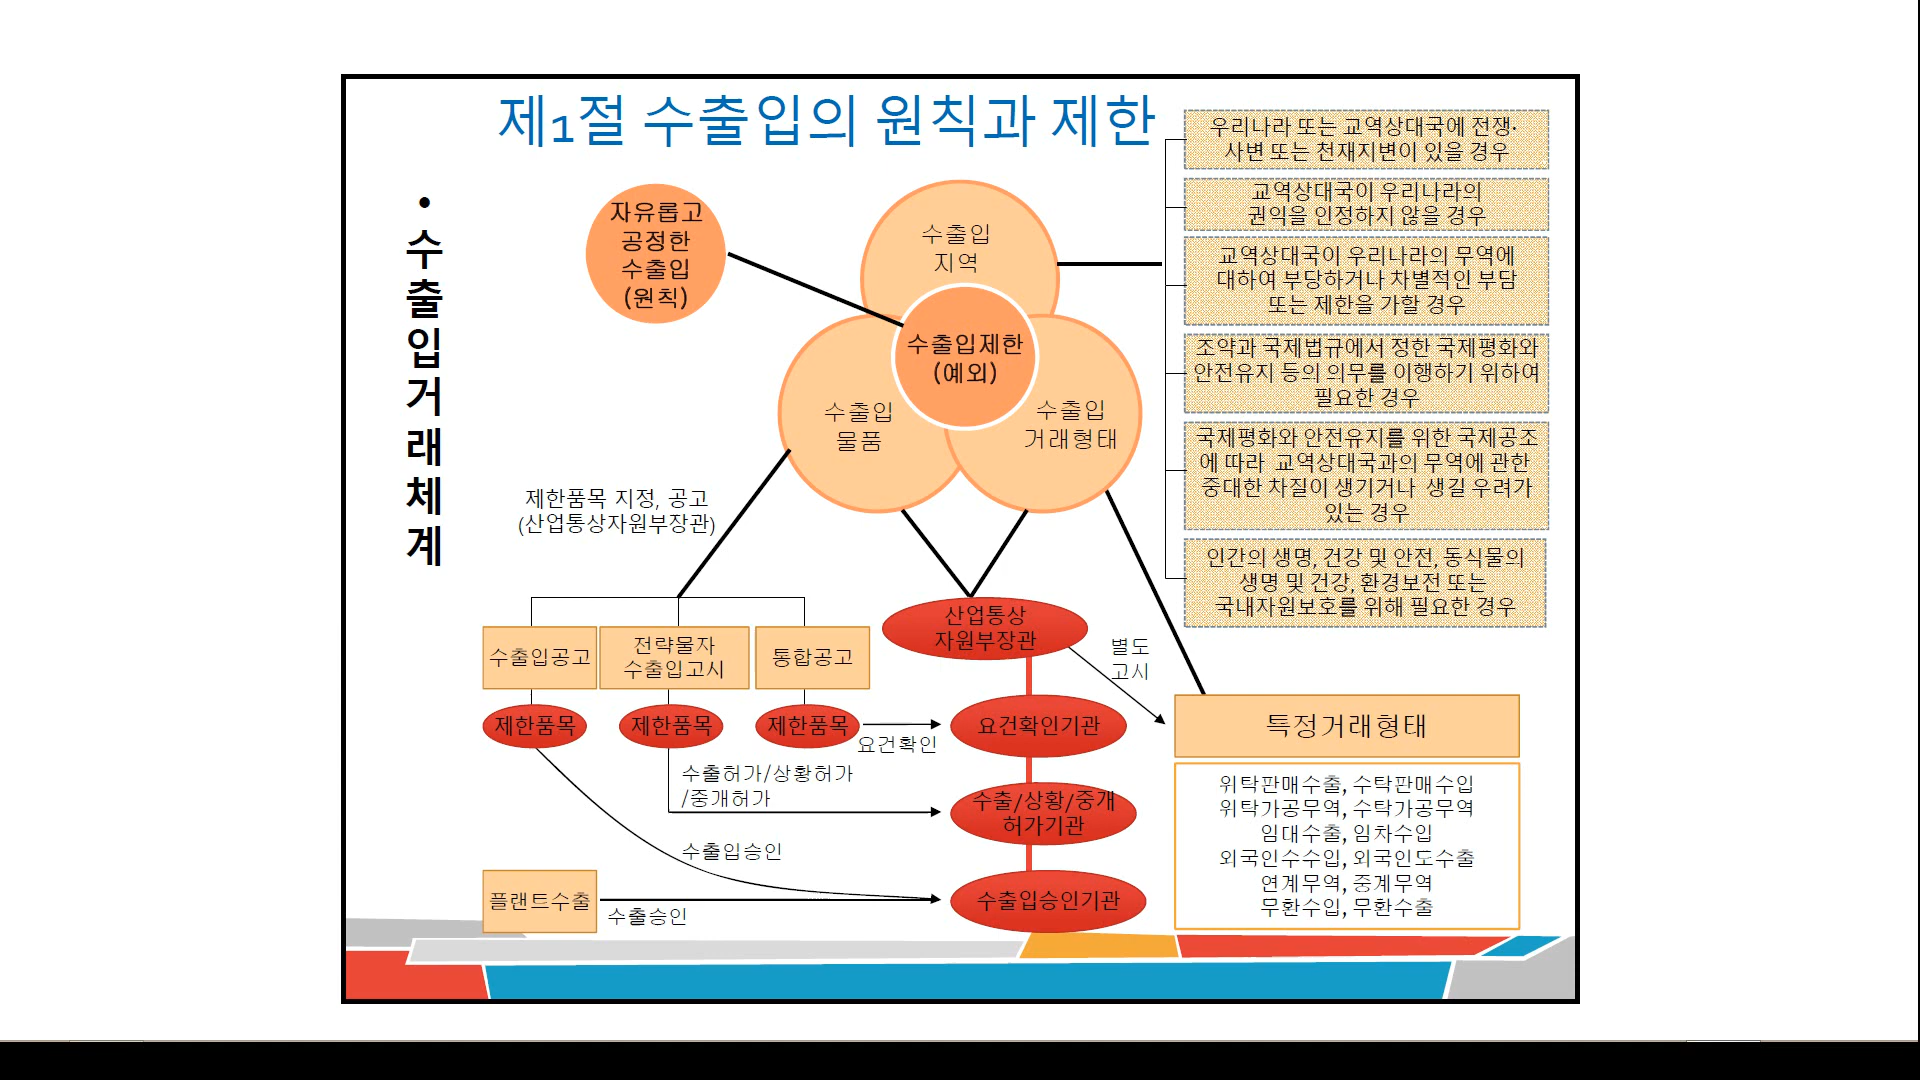 제1절 수출입의 원칙과 제한
• 수출입거래체계
자유롭고
공정한
수출입
(원칙)
수출입
지역
수출입제한
(예외)
수출입
물품
수출입
거래형태
우리나라 또는 교역상대국에 전쟁·
사변 또는 천재지변이 있을 경우
교역상대국이 우리나라의
권익을 인정하지 않을 경우
교역상대국이 우리나라의 무역에
대하여 부당하거나 차별적인 부담
또는 제한을 가할 경우
조약과 국제법규에서 정한 국제평화와
안전유지 등의 의무를 이행하기 위하여
필요한 경우
국제평화와 안전유지를 위한 국제공조
에 따라 교역상대국과의 무역에 관한
중대한 차질이 생기거나 생길 우려가
있는 경우
인간의 생명, 건강 및 안전, 동식물의
생명 및 건강, 환경보전 또는
국내자원보호를 위해 필요한 경우
제한품목 지정, 공고
(산업통상자원부장관)
수출입공고
전략물자
수출입고시
통합공고
제한품목
제한품목
제한품목
요건확인
수출허가/상황허가
/중개허가
수출입승인
플랜트수출
수출승인
산업통상
자원부장관
별도
고시
요건확인기관
수출/상황/중개
허가기관
수출입승인기관
특정거래형태
위탁판매수출, 수탁판매수입
위탁가공무역, 수탁가공무역
임대수출, 임차수입
외국인수수입, 외국인도수출
연계무역, 중계무역
무환수입, 무환수출